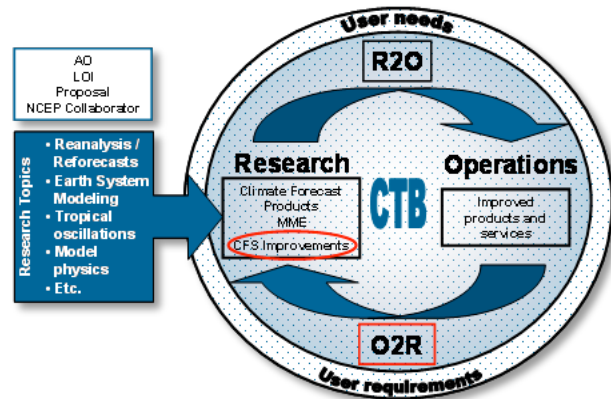 User needs
R2O
AO
LOI
Proposal
NCEP Collaborator
Research Topics
• Reanalysis /
Reforecasts
• Earth System
Modeling
• Tropical
oscillations
• Model
physics
• Etc.
Research
Climate Forecast
Products
MME
CFS Improvements
CTB
Operations
Improved
products and
services
O2R
User requirements